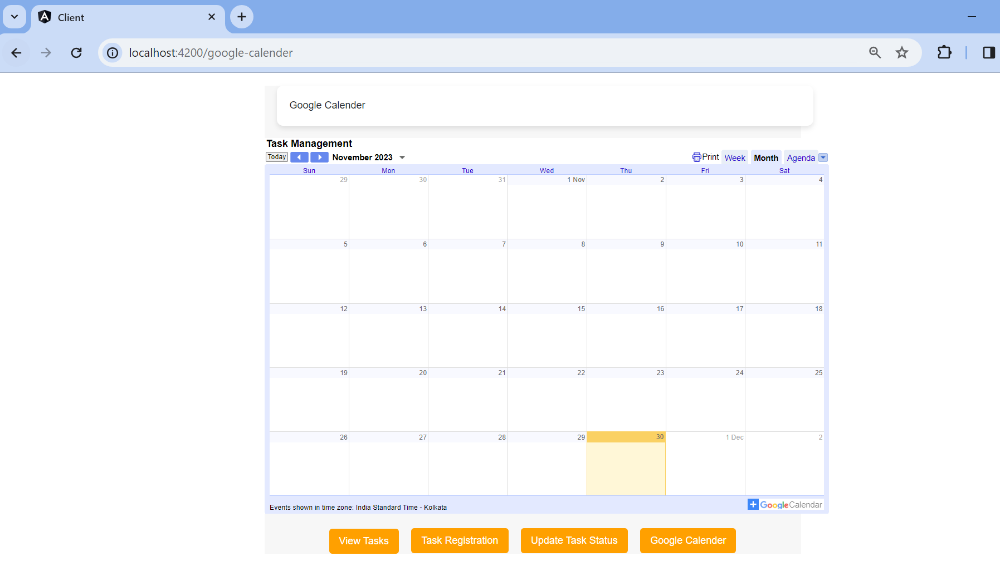 Client
localhost:4200/google-calender
Google Calender
Task Management
Today November 2023 Print Week Month Agenda
Sun Mon Tue Wed Thu Fri Sat
29 30 31 1 Nov 2 3 4
5 6 7 8 9 10 11
12 13 14 15 16 17 18
19 20 21 22 23 24 25
26 27 28 29 30 1 Dec 2
Events shown in time zone: India Standard Time - Kolkata Google Calendar
View Tasks Task Registration Update Task Status Google Calender